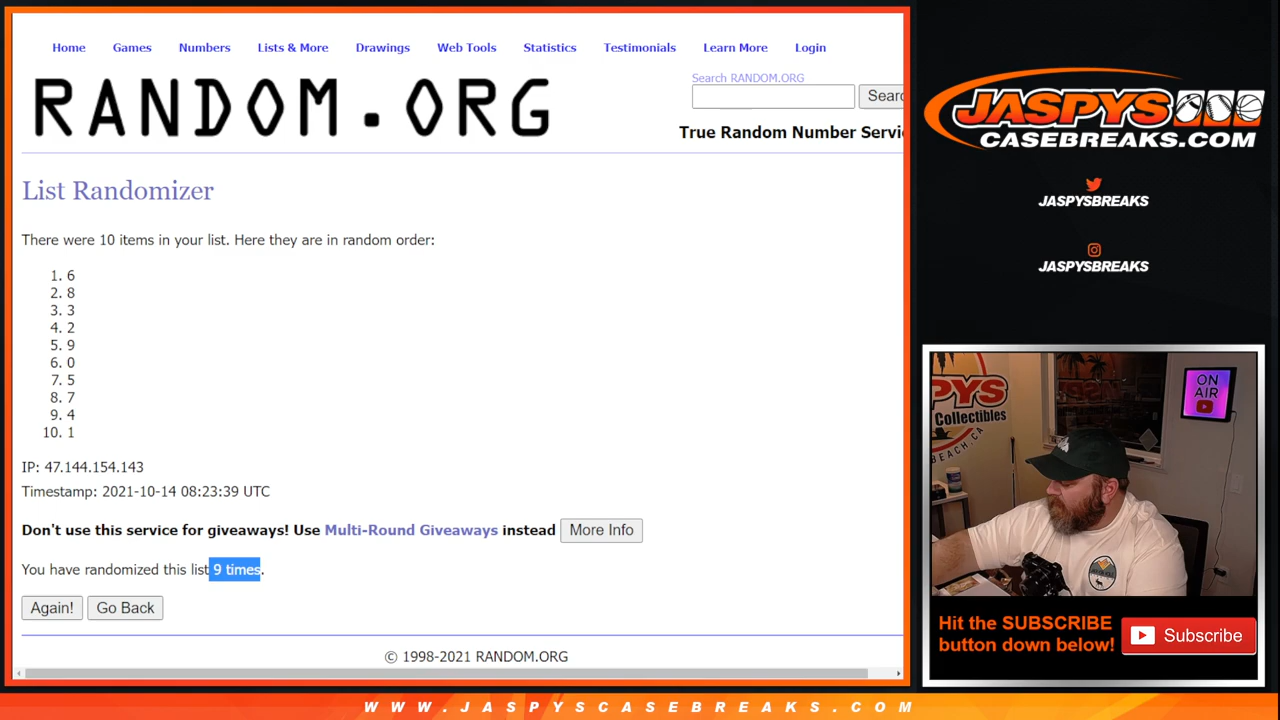 Home Games Numbers Lists & More Drawings Web Tools Statistics Testimonials Learn More Login
RANDOM.ORG
Search RANDOM.ORG
Searc
True Random Number Servi
List Randomizer
There were 10 items in your list. Here they are in random order:
1. 6
2. 8
3. 3
4. 2
5. 9
6. 0
7. 5
8. 7
9. 4
10. 1
IP: 47.144.154.143
Timestamp: 2021-10-14 08:23:39 UTC
Don't use this service for giveaways! Use Multi-Round Giveaways instead More Info
You have randomized this list 9 times.
Again! Go Back
© 1998-2021 RANDOM.ORG
JASPYS
CASEBREAKS.COM
JASPYSBREAKS
JASPYSBREAKS
PYS
Collectibles
BEACH, CA
ON
AIR
Hit the SUBSCRIBE
button down below!
Subscribe
WWW.JASPYSCASEBREAKS.COM